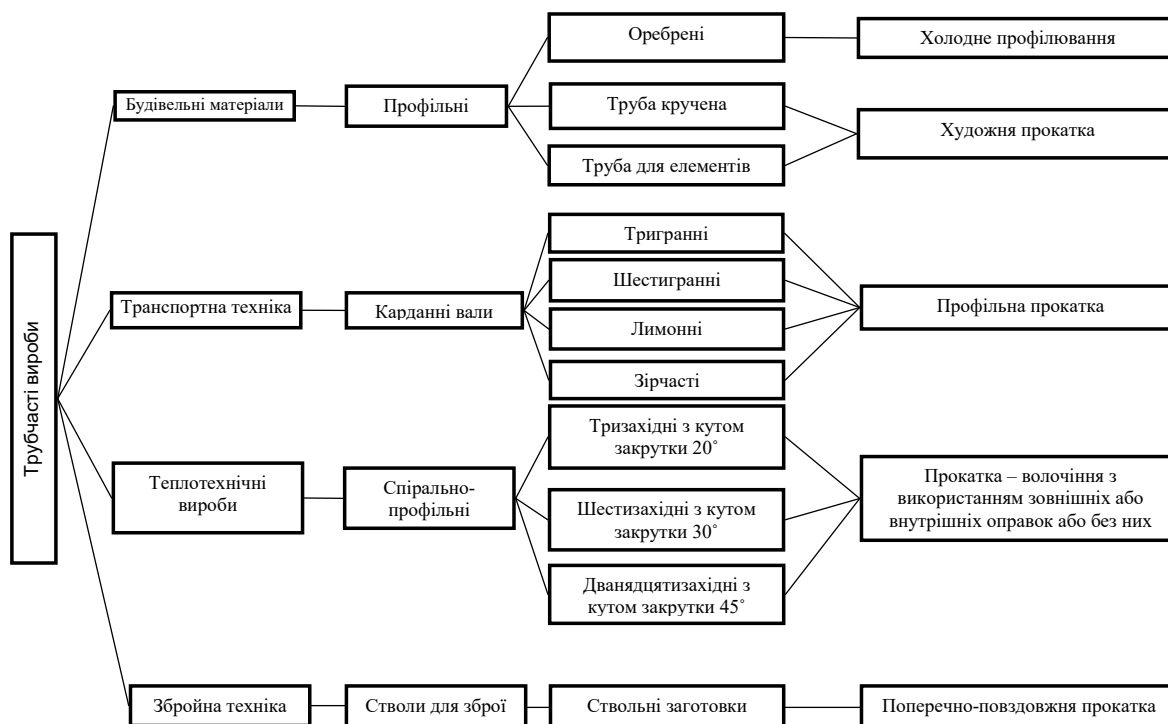 Трубчасті вироби
Будівельні матеріали
Профільні
Оребрені
Холодне профілювання
Труба кручена
Труба для елементів
Художня прокатка
Транспортна техніка
Карданні вали
Тригранні
Шестигранні
Лимонні
Зірчасті
Профільна прокатка
Теплотехнічні
вироби
Спірально-
профільні
Тризахідні з кутом
закрутки 20˚
Шестизахідні з кутом
закрутки 30˚
Дванядцятизахідні з
кутом закрутки 45˚
Прокатка – волочіння з
використанням зовнішніх або
внутрішніх оправок або без них
Збройна техніка
Стволи для зброї
Ствольні заготовки
Поперечно-повздовжня прокатка